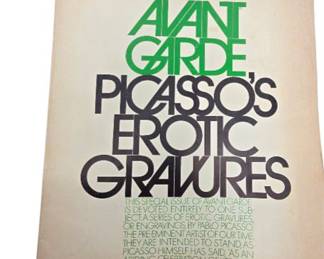 AVANT
GARDE
PICASSO'S
EROTIC
GRAVURES
THIS SPECIAL ISSUE OF AVANT GARDE
IS DEVOTED ENTIRELY TO ONE SUB-
JECT: A SERIES OF EROTIC GRAVURES,
OR ENGRAVINGS, BY PABLO PICASSO,
THE PRE-EMINENT ARTIST OF OUR TIME.
THEY ARE INTENDED TO STAND, AS
PICASSO HIMSELF HAS SAID, "AS AN